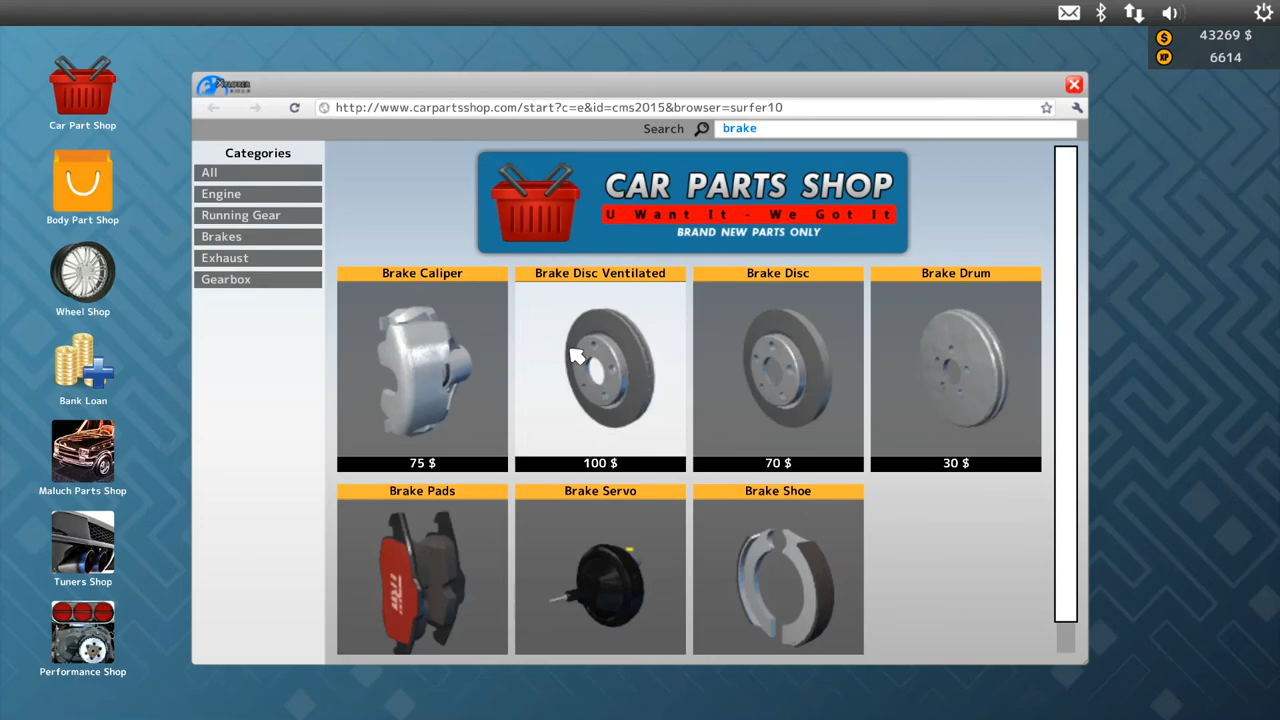 43269 $
6614
Car Part Shop
Body Part Shop
Wheel Shop
Bank Loan
Maluch Parts Shop
Tuners Shop
Performance Shop
http://www.carpartsshop.com/start?c=e&id=cms2015&browser=surfer10
Search
brake
Categories
All
Engine
Running Gear
Brakes
Exhaust
Gearbox
CAR PARTS SHOP
U Want It - We Got It
BRAND NEW PARTS ONLY
Brake Caliper
75 $
Brake Disc Ventilated
100 $
Brake Disc
70 $
Brake Drum
30 $
Brake Pads
Brake Servo
Brake Shoe